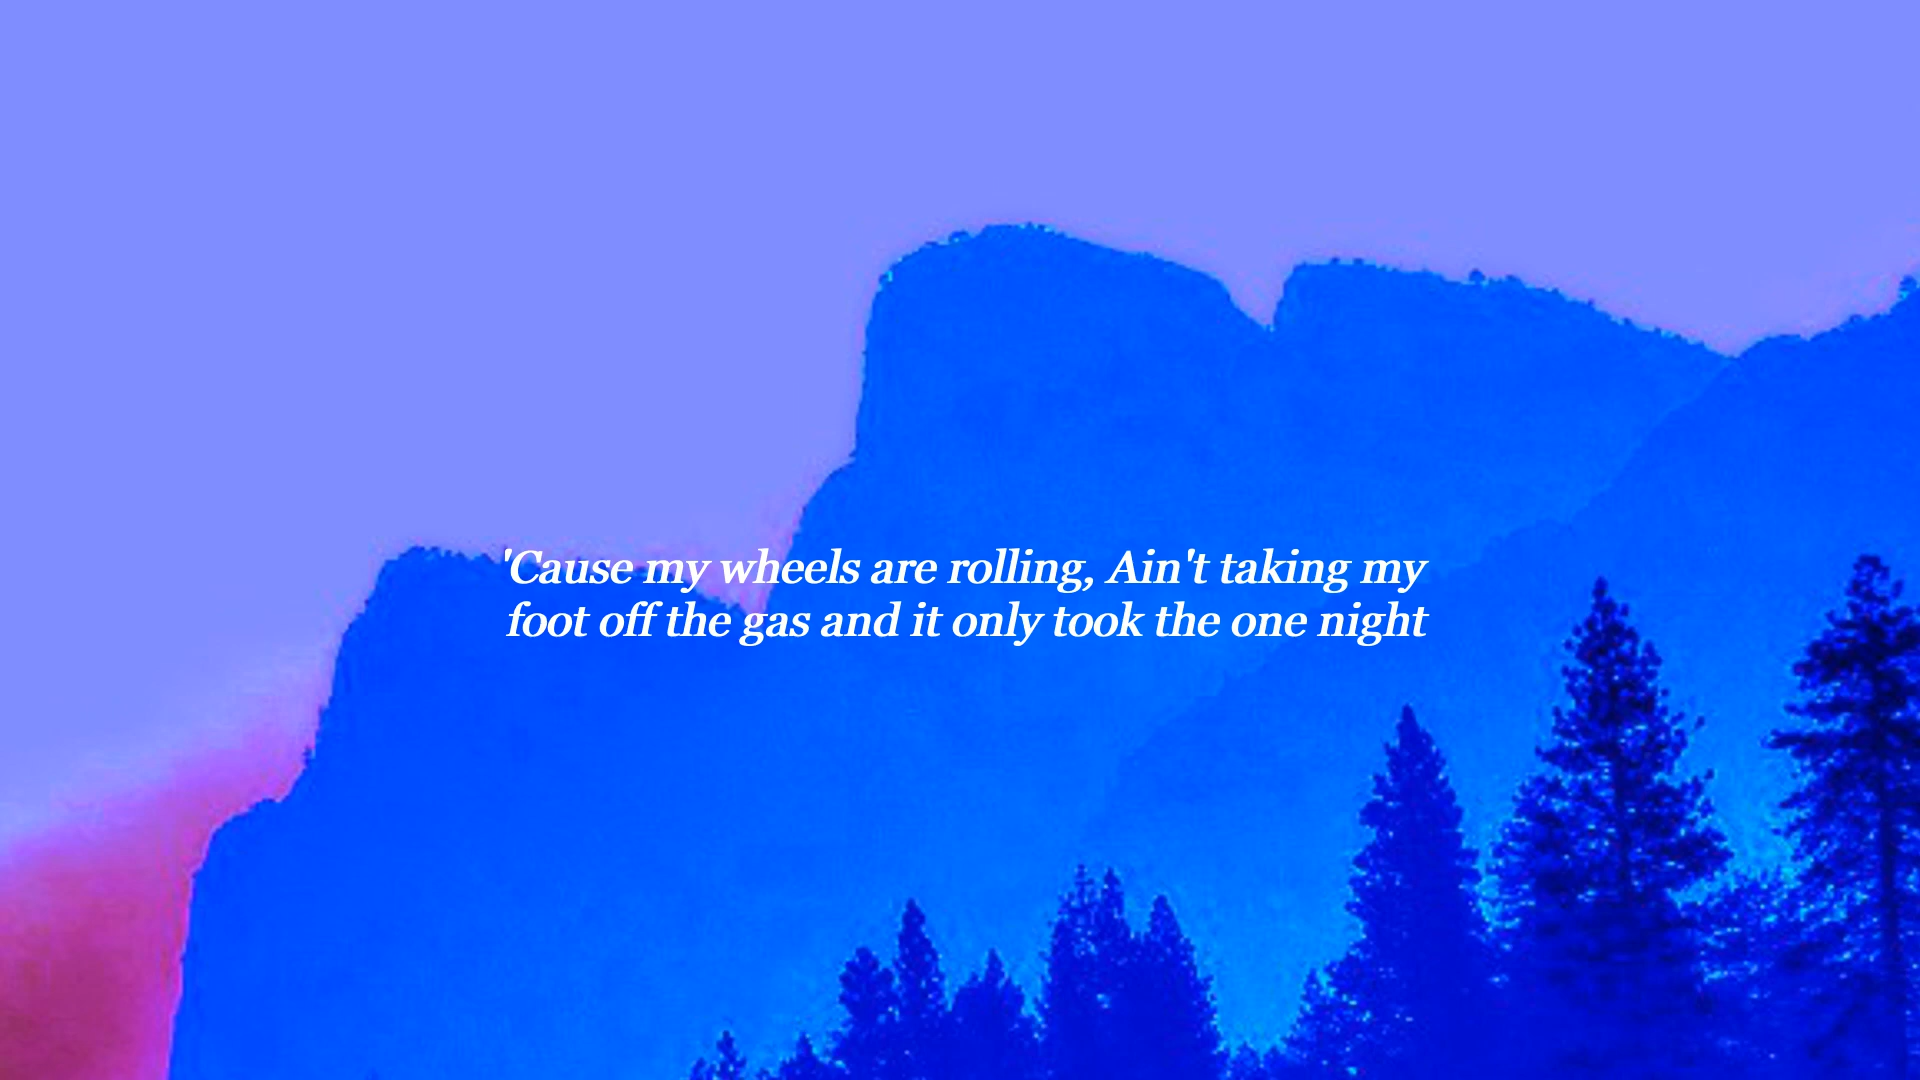 'Cause my wheels are rolling, Ain't taking my
foot off the gas and it only took the one night